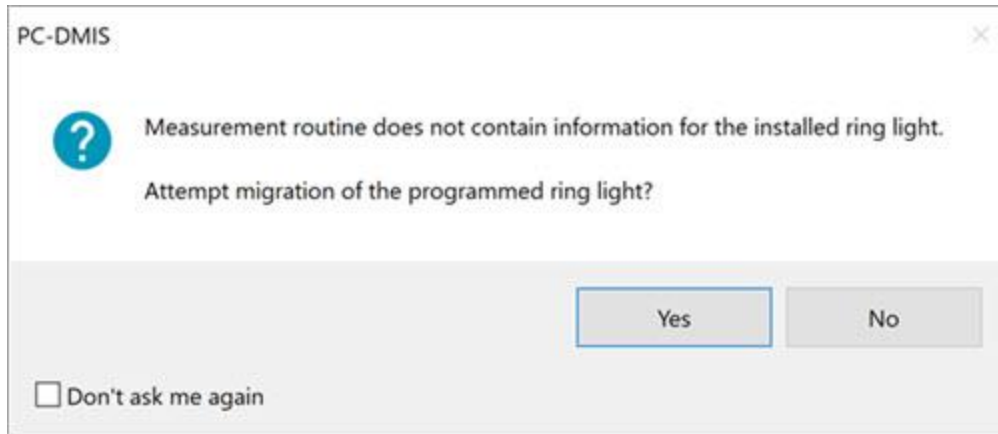 PC-DMIS
Measurement routine does not contain information for the installed ring light.
Attempt migration of the programmed ring light?
Yes
No
Don't ask me again